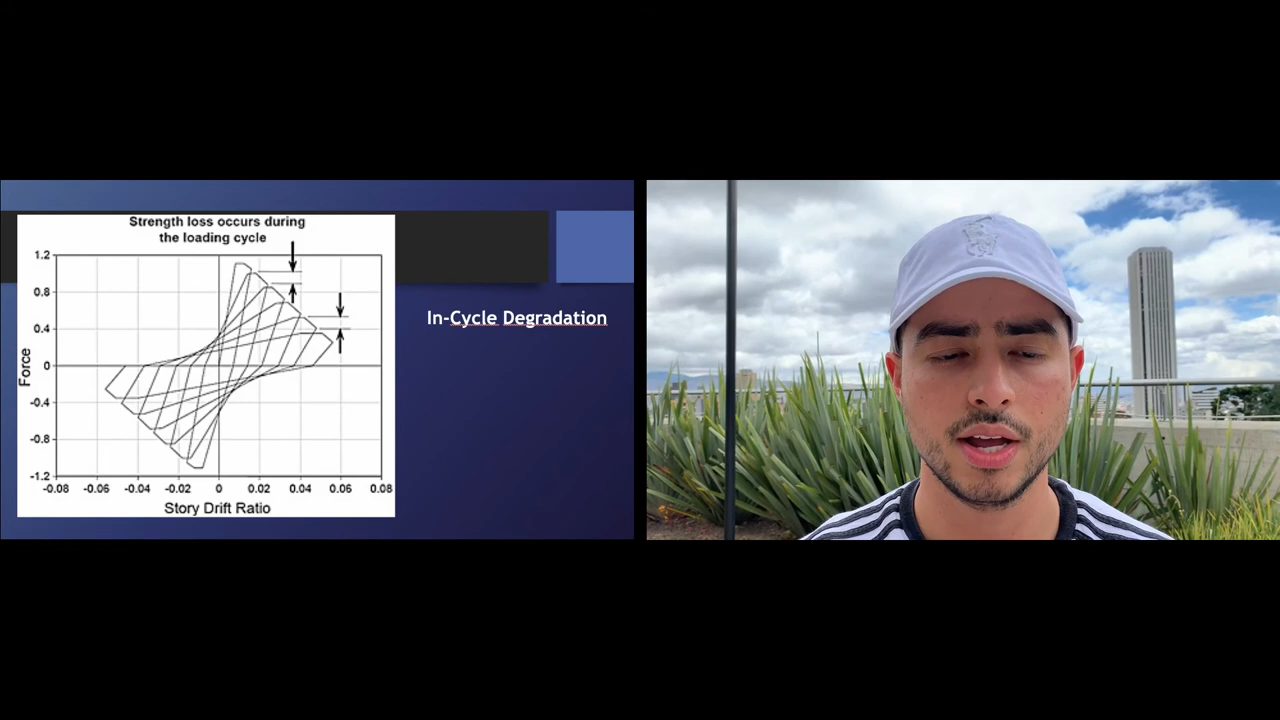 Strength loss occurs during
the loading cycle
1.2
0.8
0.4
0
-0.4
-0.8
-1.2
Force
-0.08 -0.06 -0.04 -0.02 0 0.02 0.04 0.06 0.08
Story Drift Ratio
In-Cycle Degradation